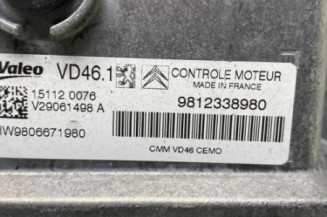 Valeo VD46.1 CONTROLE MOTEUR
MADE IN FRANCE
15112 0076
V29061498 A
9812338980
HW9806671980
CMM VD46 CEMO